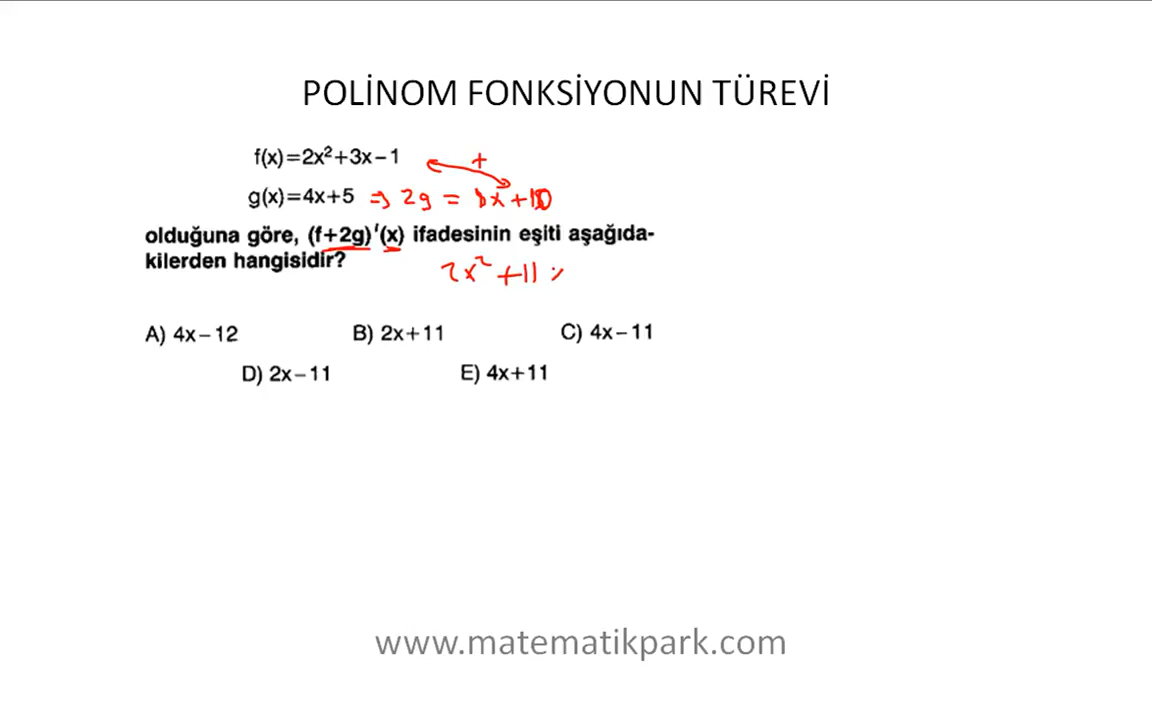 POLİNOM FONKSİYONUN TÜREVİ
f(x)=2x²+3x−1
+
g(x)=4x+5 ⇒ 2g = 8x+10
olduğuna göre, (f+2g)'(x) ifadesinin eşiti aşağıda-
kilerden hangisidir?
2x² +11x
A) 4x−12 B) 2x+11 C) 4x−11
D) 2x−11 E) 4x+11
www.matematikpark.com